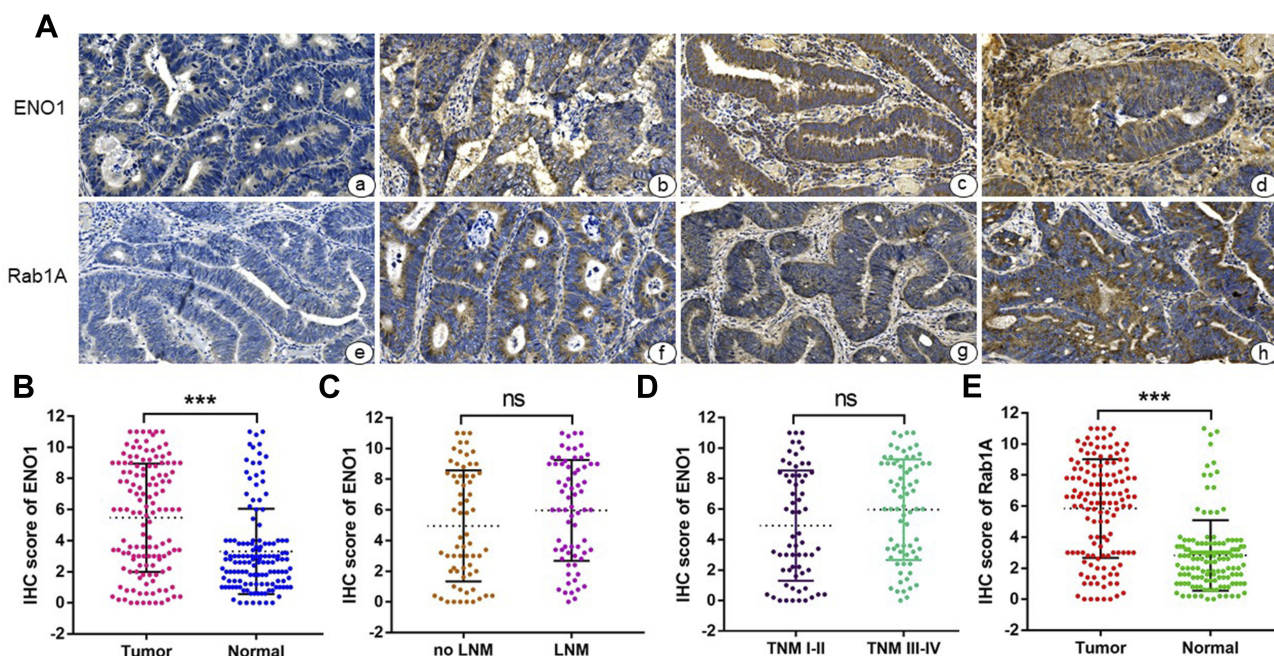 A
ENO1
a
b
c
d
Rab1A
e
f
g
h
B
***
IHC score of ENO1
12
10
8
6
4
2
0
-2
Tumor Normal
C
ns
IHC score of ENO1
12
10
8
6
4
2
0
-2
no LNM LNM
D
ns
IHC score of ENO1
12
10
8
6
4
2
0
-2
TNM I-II TNM III-IV
E
***
IHC score of Rab1A
12
10
8
6
4
2
0
-2
Tumor Normal